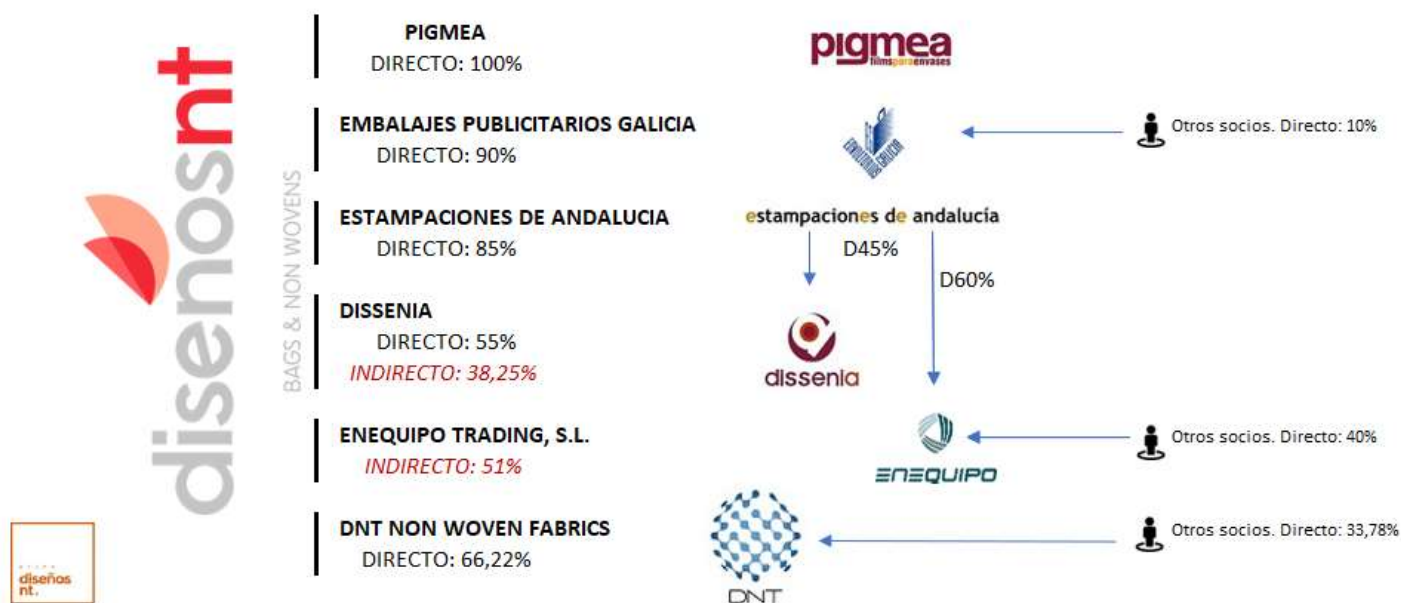 diseñosnt
BAGS & NON WOVENS
PIGMEA
DIRECTO: 100%
pigmea
filmsparaenvases
EMBALAJES PUBLICITARIOS GALICIA
DIRECTO: 90%
Otros socios. Directo: 10%
ESTAMPACIONES DE ANDALUCIA
DIRECTO: 85%
estampaciones de andalucía
D45%
D60%
DISSENIA
DIRECTO: 55%
INDIRECTO: 38,25%
dissenia
ENEQUIPO TRADING, S.L.
INDIRECTO: 51%
ENEQUIPO
Otros socios. Directo: 40%
DNT NON WOVEN FABRICS
DIRECTO: 66,22%
DNT
Otros socios. Directo: 33,78%
diseños
nt.